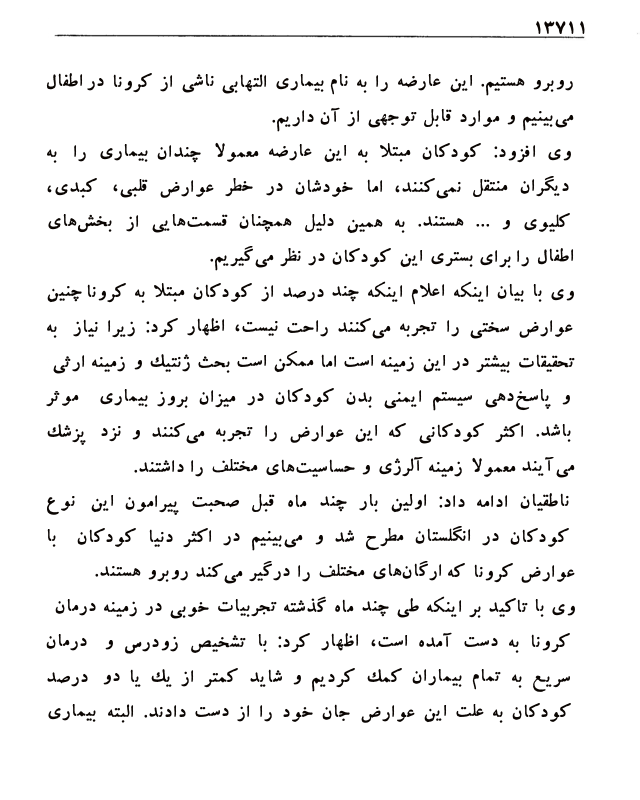 ۱۳۷۱۱
روبرو هستیم. این عارضه را به نام بیماری التهابی ناشی از کرونا در اطفال
می‌بینیم و موارد قابل توجهی از آن داریم.
وی افزود: کودکان مبتلا به این عارضه معمولا چندان بیماری را به
دیگران منتقل نمی‌کنند، اما خودشان در خطر عوارض قلبی، کبدی،
کلیوی و ... هستند. به همین دلیل همچنان قسمت‌هایی از بخش‌های
اطفال را برای بستری این کودکان در نظر می‌گیریم.
وی با بیان اینکه اعلام اینکه چند درصد از کودکان مبتلا به کرونا چنین
عوارض سختی را تجربه می‌کنند راحت نیست، اظهار کرد: زیرا نیاز به
تحقیقات بیشتر در این زمینه است اما ممکن است بحث ژنتیك و زمینه ارثی
و پاسخ‌دهی سیستم ایمنی بدن کودکان در میزان بروز بیماری موثر
باشد. اکثر کودکانی که این عوارض را تجربه می‌کنند و نزد پزشك
می‌آیند معمولا زمینه آلرژی و حساسیت‌های مختلف را داشتند.
ناطقیان ادامه داد: اولین بار چند ماه قبل صحبت پیرامون این نوع
کودکان در انگلستان مطرح شد و می‌بینیم در اکثر دنیا کودکان با
عوارض کرونا که ارگان‌های مختلف را درگیر می‌کند روبرو هستند.
وی با تاکید بر اینکه طی چند ماه گذشته تجربیات خوبی در زمینه درمان
کرونا به دست آمده است، اظهار کرد: با تشخیص زودرس و درمان
سریع به تمام بیماران کمك کردیم و شاید کمتر از یك یا دو درصد
کودکان به علت این عوارض جان خود را از دست دادند. البته بیماری